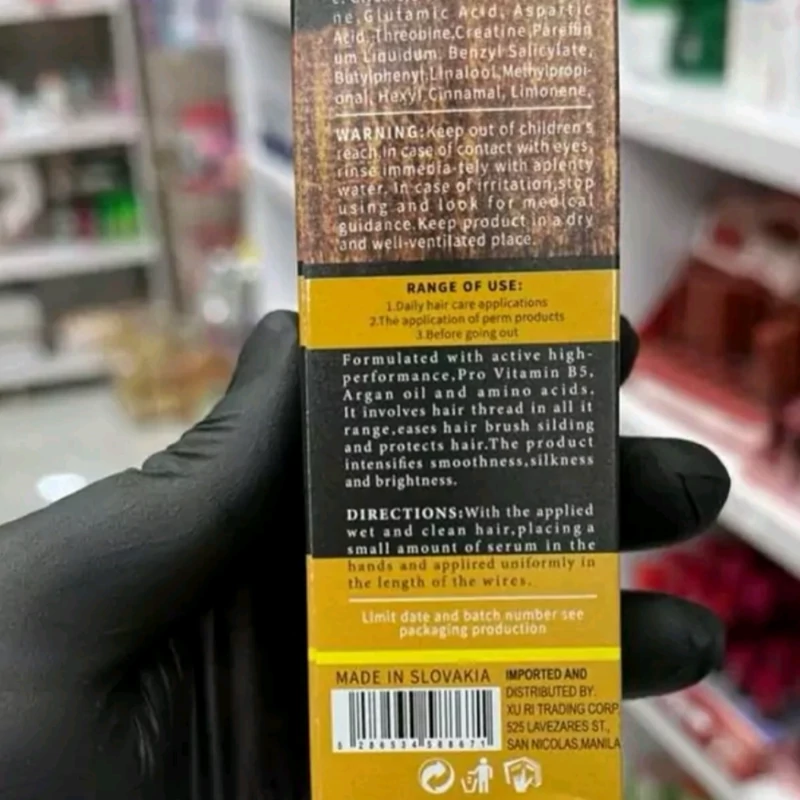 ne,Glutamic Acid, Aspartic
Acid, Threobine,Creatine,Pareffin
um Liquidum, Benzyl Salicylate,
Butylphenyl,Linalool,Methylpropi-
onal, Hexyl,Cinnamal, Limonene,
WARNING:Keep out of children's
reach.In case of contact with eyes,
rinse immedia-tely with aplenty
water. In case of irritation,stop
using and look for medical
guidance.Keep product in a dry
and well-ventilated place.
RANGE OF USE:
1.Daily hair care applications
2.The application of perm products
3.Before going out
Formulated with active high-
performance,Pro Vitamin B5,
Argan oil and amino acids.
It involves hair thread in all it
range,eases hair brush silding
and protects hair.The product
intensifies smoothness,silkness
and brightness.
DIRECTIONS:With the applied
wet and clean hair,placing a
small amount of serum in the
hands and applired uniformly in
the length of the wires.
Limit date and batch number see
packaging production
MADE IN SLOVAKIA
IMPORTED AND
DISTRIBUTED BY.
XU RI TRADING CORP.
525 LAVEZARES ST.,
SAN NICOLAS,MANILA